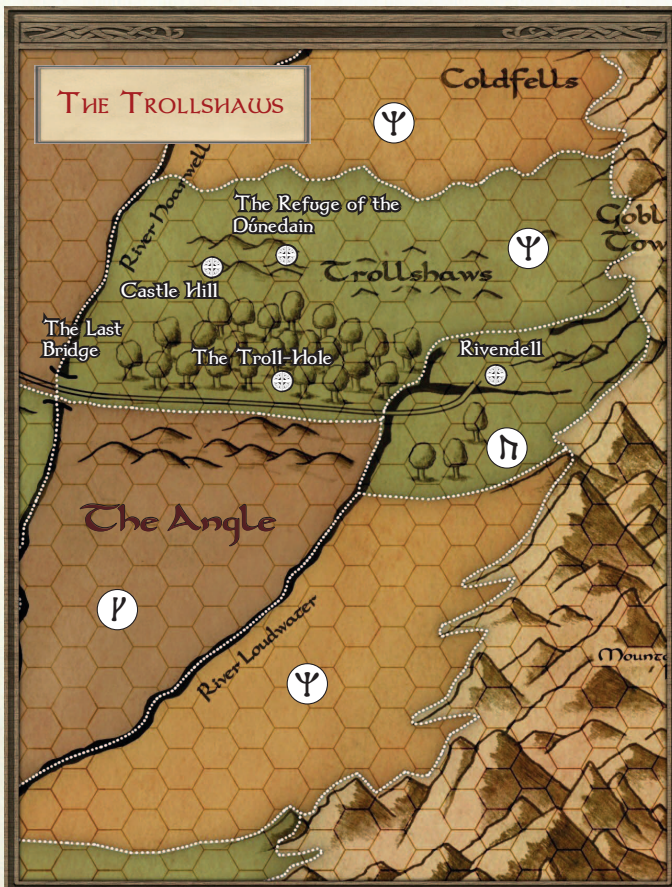 Coldfells
The Trollshaws
River Hoarwell
The Refuge of the
Dúnedain
Trollshaws
Castle Hill
The Last
Bridge
The Troll-Hole
Rivendell
The Angle
River Loudwater